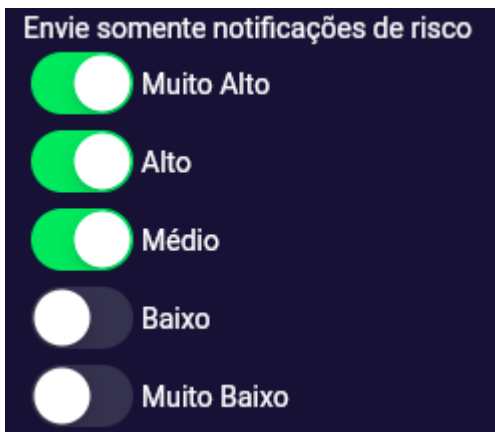 Envie somente notificações de risco
Muito Alto
Alto
Médio
Baixo
Muito Baixo